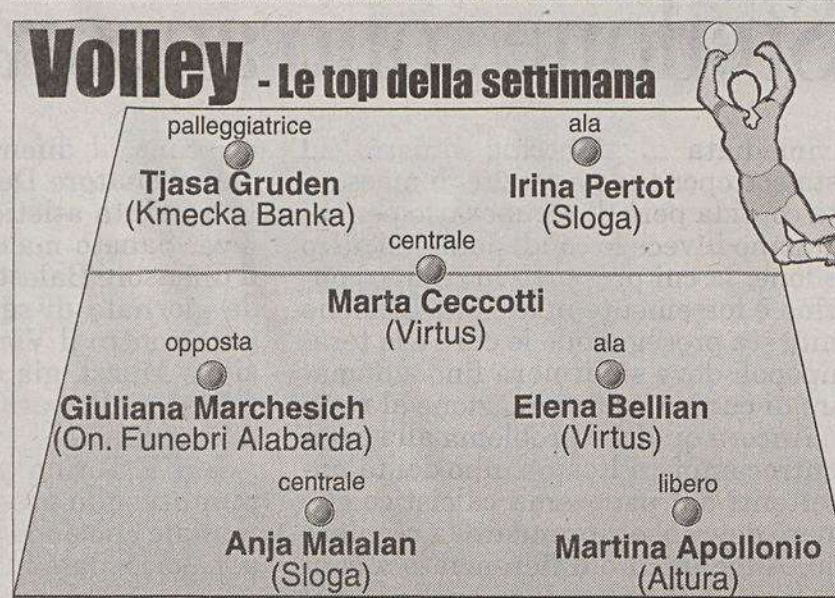 Volley - Le top della settimana
palleggiatrice
Tjasa Gruden
(Kmecka Banka)
ala
Irina Pertot
(Sloga)
centrale
Marta Ceccotti
(Virtus)
opposta
Giuliana Marchesich
(On. Funebri Alabarda)
ala
Elena Bellian
(Virtus)
centrale
Anja Malalan
(Sloga)
libero
Martina Apollonio
(Altura)